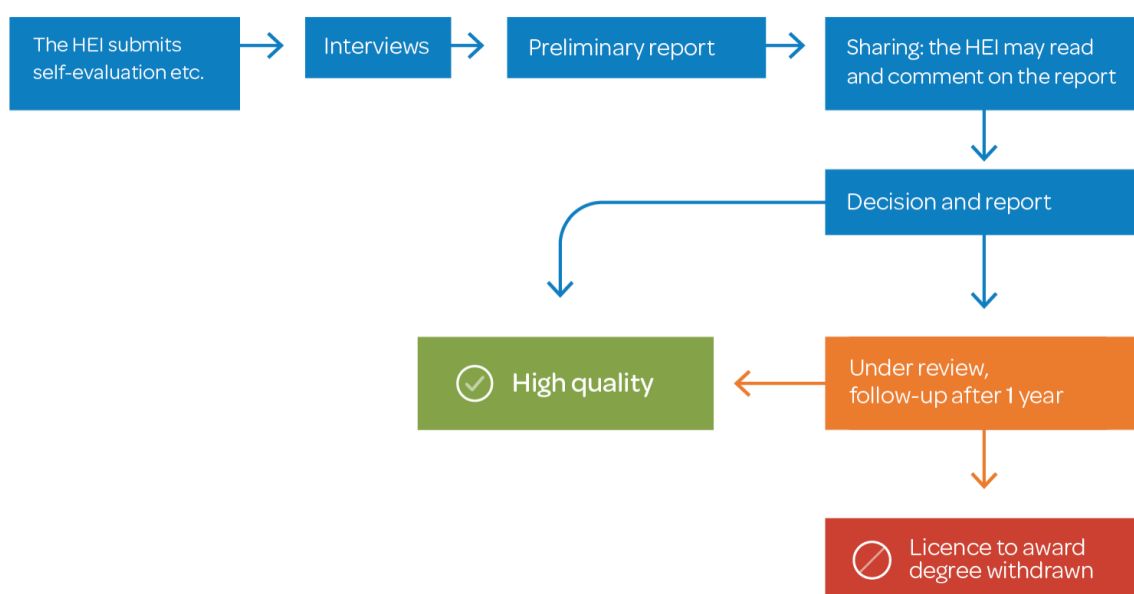 The HEI submits
self-evaluation etc.
Interviews
Preliminary report
Sharing: the HEI may read
and comment on the report
Decision and report
High quality
Under review,
follow-up after 1 year
Licence to award
degree withdrawn